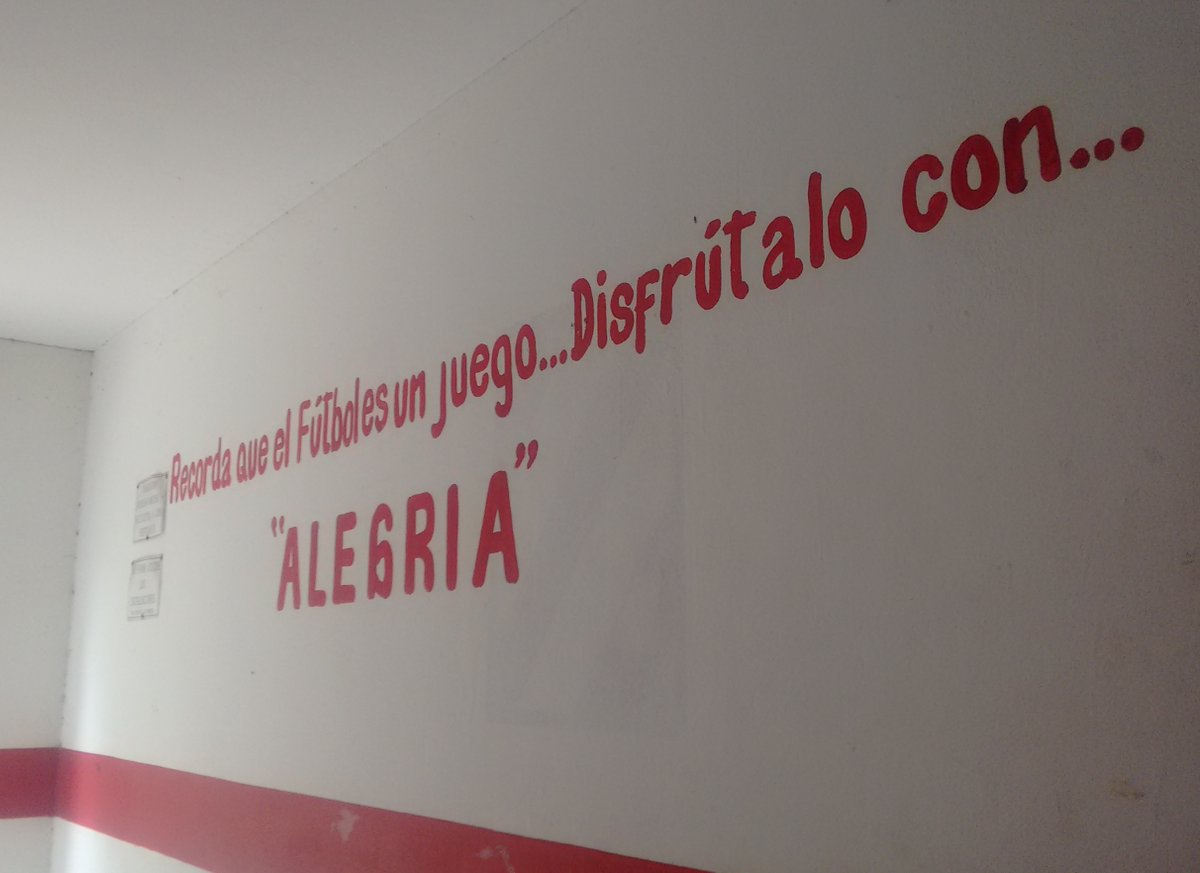 Recorda que el Fútbol es un juego...Disfrútalo con...
"ALEGRIA"